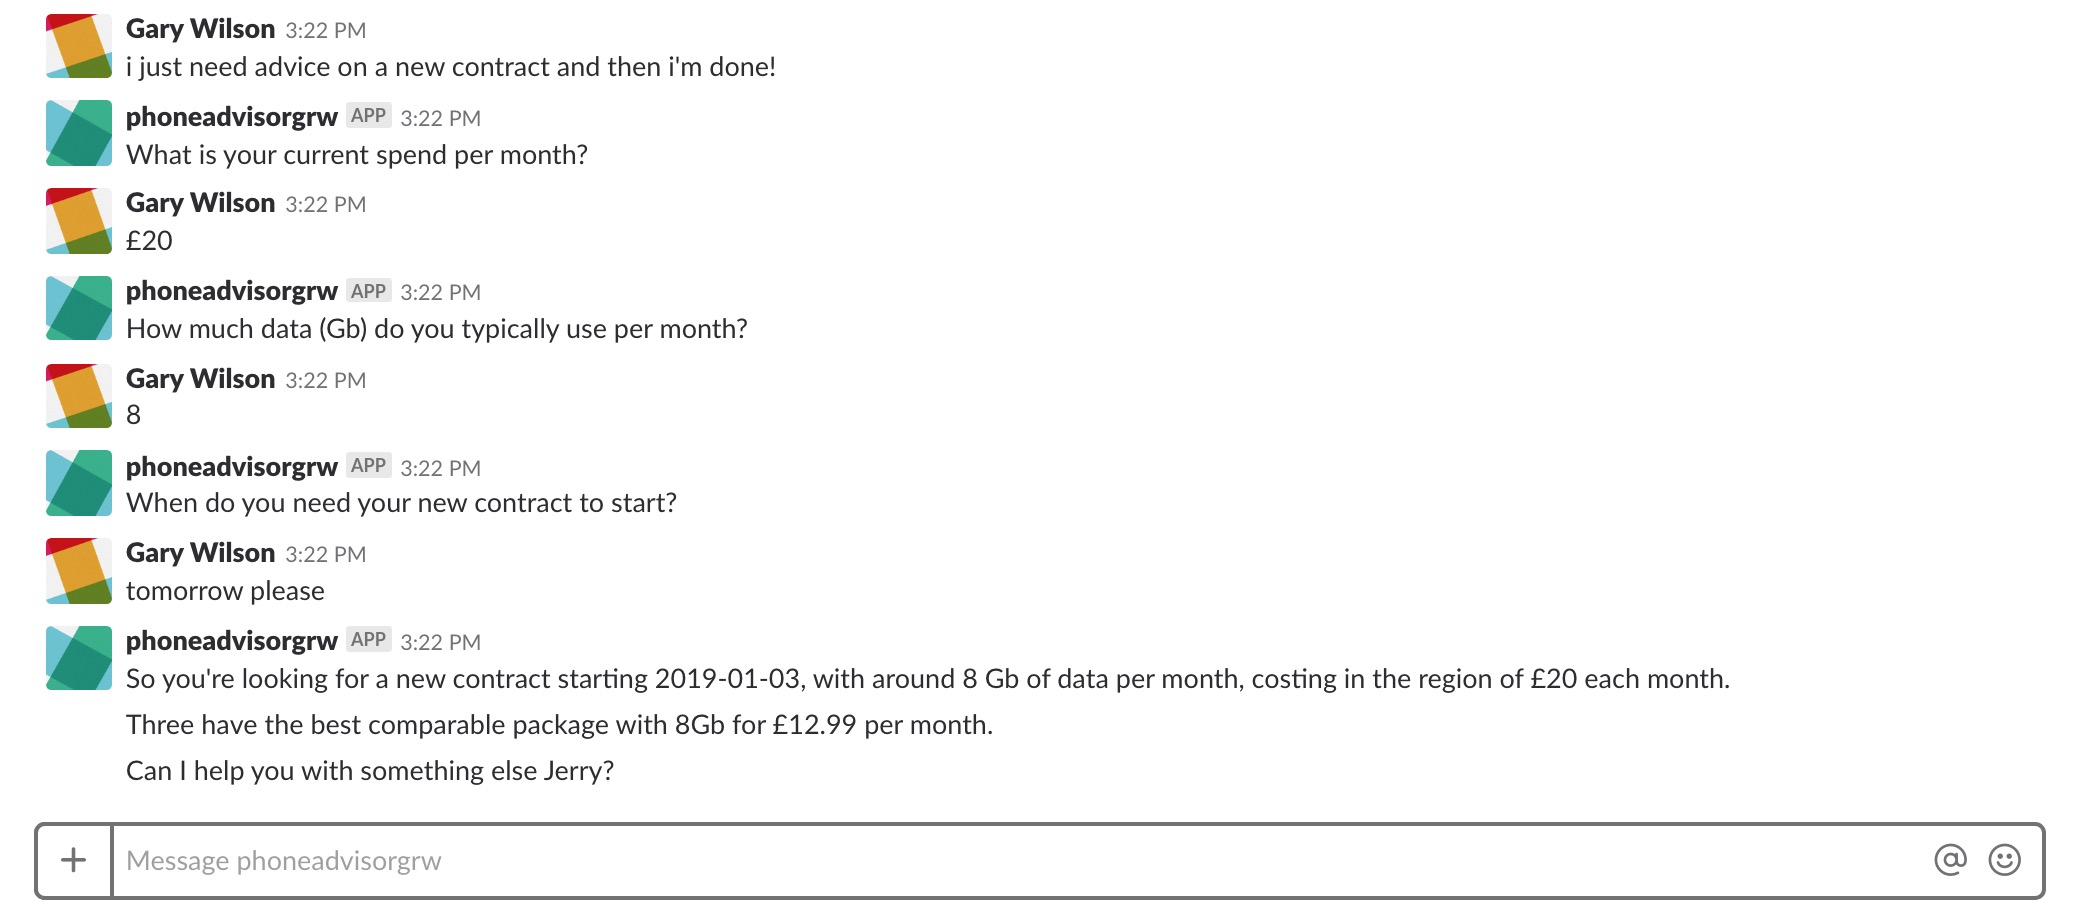 Gary Wilson 3:22 PM
i just need advice on a new contract and then i'm done!
phoneadvisorgrw APP 3:22 PM
What is your current spend per month?
Gary Wilson 3:22 PM
£20
phoneadvisorgrw APP 3:22 PM
How much data (Gb) do you typically use per month?
Gary Wilson 3:22 PM
8
phoneadvisorgrw APP 3:22 PM
When do you need your new contract to start?
Gary Wilson 3:22 PM
tomorrow please
phoneadvisorgrw APP 3:22 PM
So you're looking for a new contract starting 2019-01-03, with around 8 Gb of data per month, costing in the region of £20 each month.
Three have the best comparable package with 8Gb for £12.99 per month.
Can I help you with something else Jerry?
+ Message phoneadvisorgrw @